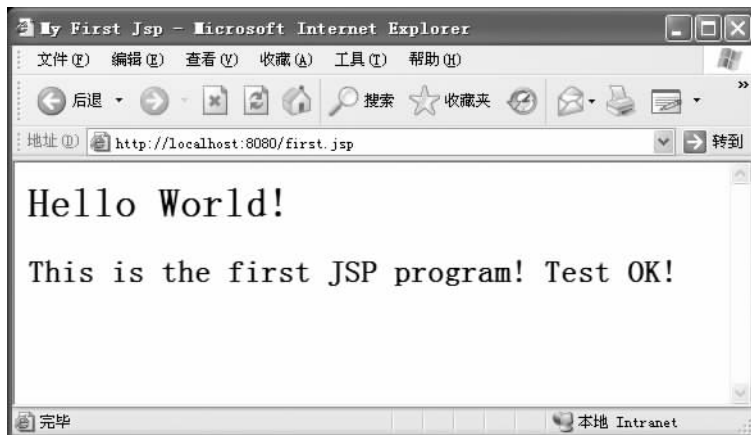 My First Jsp - Microsoft Internet Explorer
文件(F) 编辑(E) 查看(V) 收藏(A) 工具(T) 帮助(H)
后退 搜索 收藏夹 »
地址(D) http://localhost:8080/first.jsp 转到
Hello World!
This is the first JSP program! Test OK!
完毕 本地 Intranet